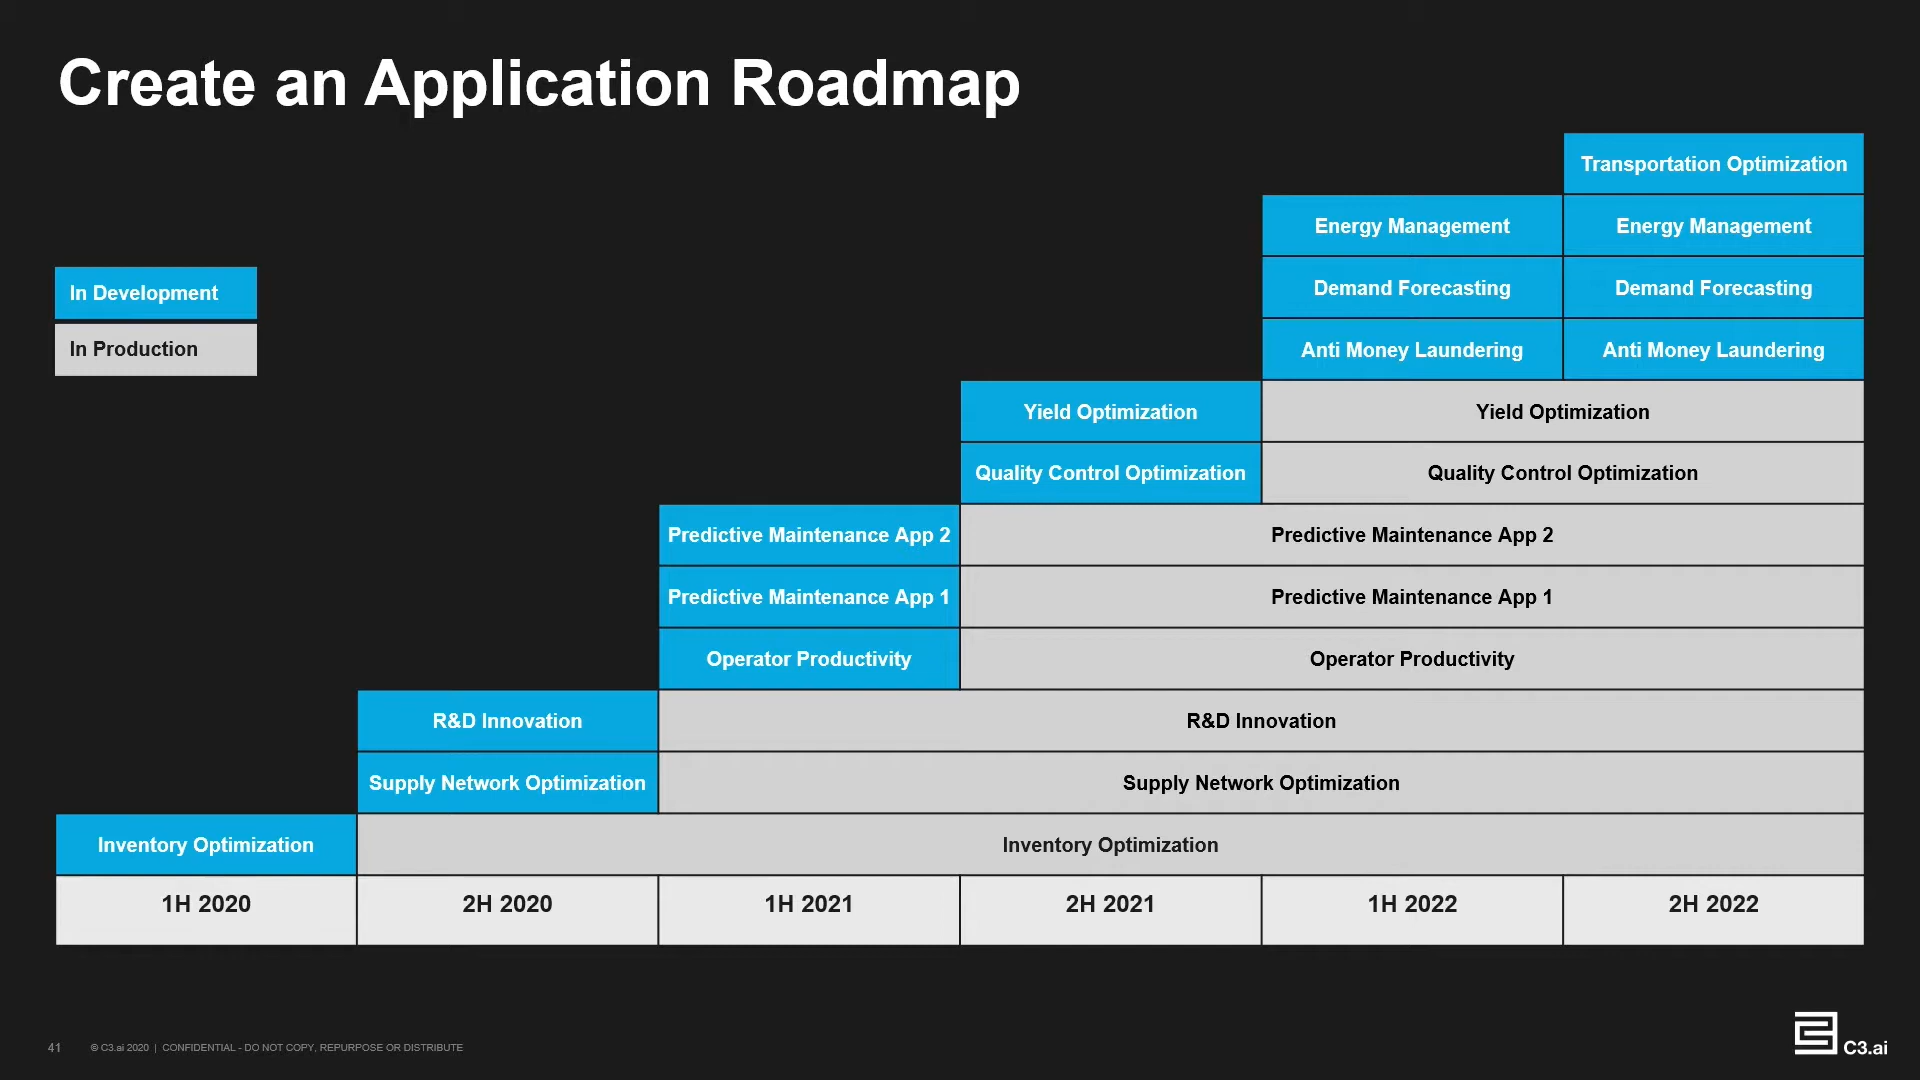 Create an Application Roadmap
Transportation Optimization
Energy Management
Energy Management
In Development
Demand Forecasting
Demand Forecasting
In Production
Anti Money Laundering
Anti Money Laundering
Yield Optimization
Yield Optimization
Quality Control Optimization
Quality Control Optimization
Predictive Maintenance App 2
Predictive Maintenance App 2
Predictive Maintenance App 1
Predictive Maintenance App 1
Operator Productivity
Operator Productivity
R&D Innovation
R&D Innovation
Supply Network Optimization
Supply Network Optimization
Inventory Optimization
Inventory Optimization
1H 2020
2H 2020
1H 2021
2H 2021
1H 2022
2H 2022
41
© C3.ai 2020 | CONFIDENTIAL - DO NOT COPY, REPURPOSE OR DISTRIBUTE
C3.ai